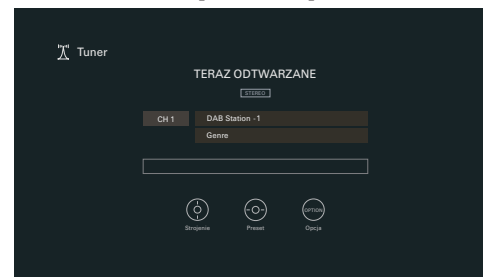 Tuner
TERAZ ODTWARZANE
STEREO
CH 1 DAB Station -1
Genre
OPTION
Strojenie Preset Opcja